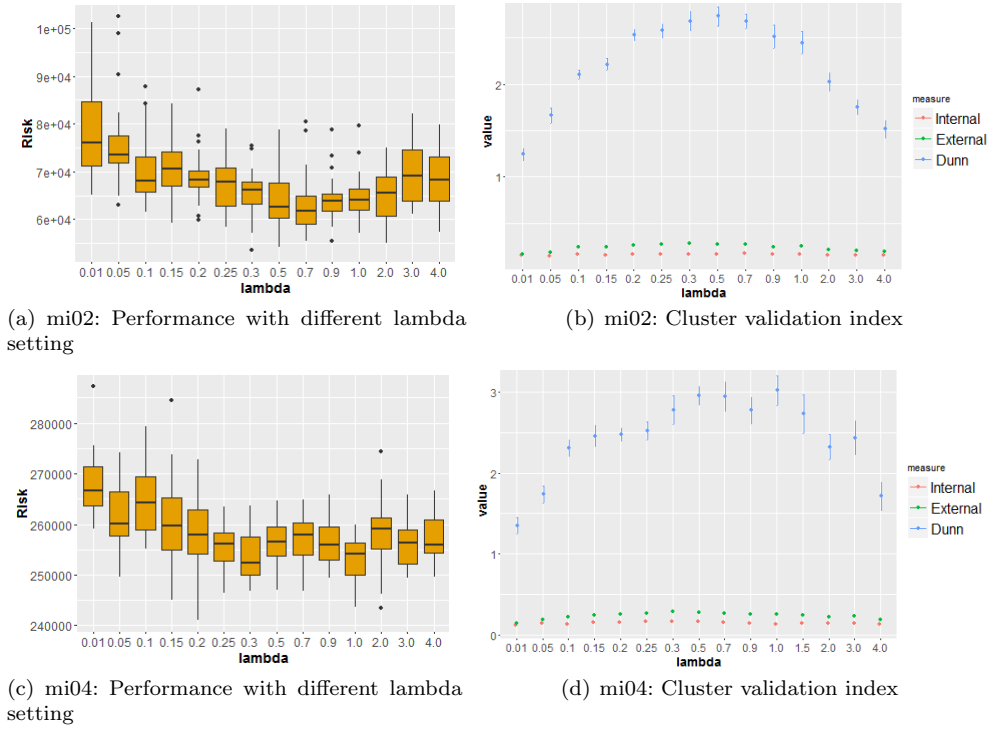 1e+05
9e+04
8e+04
7e+04
6e+04
Risk
0.01 0.05 0.1 0.15 0.2 0.25 0.3 0.5 0.7 0.9 1.0 2.0 3.0 4.0
lambda
(a) mi02: Performance with different lambda
setting
2
1
value
0.01 0.05 0.1 0.15 0.2 0.25 0.3 0.5 0.7 0.9 1.0 2.0 3.0 4.0
lambda
measure
Internal
External
Dunn
(b) mi02: Cluster validation index
280000
270000
260000
250000
240000
Risk
0.01 0.05 0.1 0.15 0.2 0.25 0.3 0.5 0.7 0.9 1.0 2.0 3.0 4.0
lambda
(c) mi04: Performance with different lambda
setting
3
2
1
0
value
0.01 0.05 0.1 0.15 0.2 0.25 0.3 0.5 0.7 0.9 1.0 1.5 2.0 3.0 4.0
lambda
measure
Internal
External
Dunn
(d) mi04: Cluster validation index